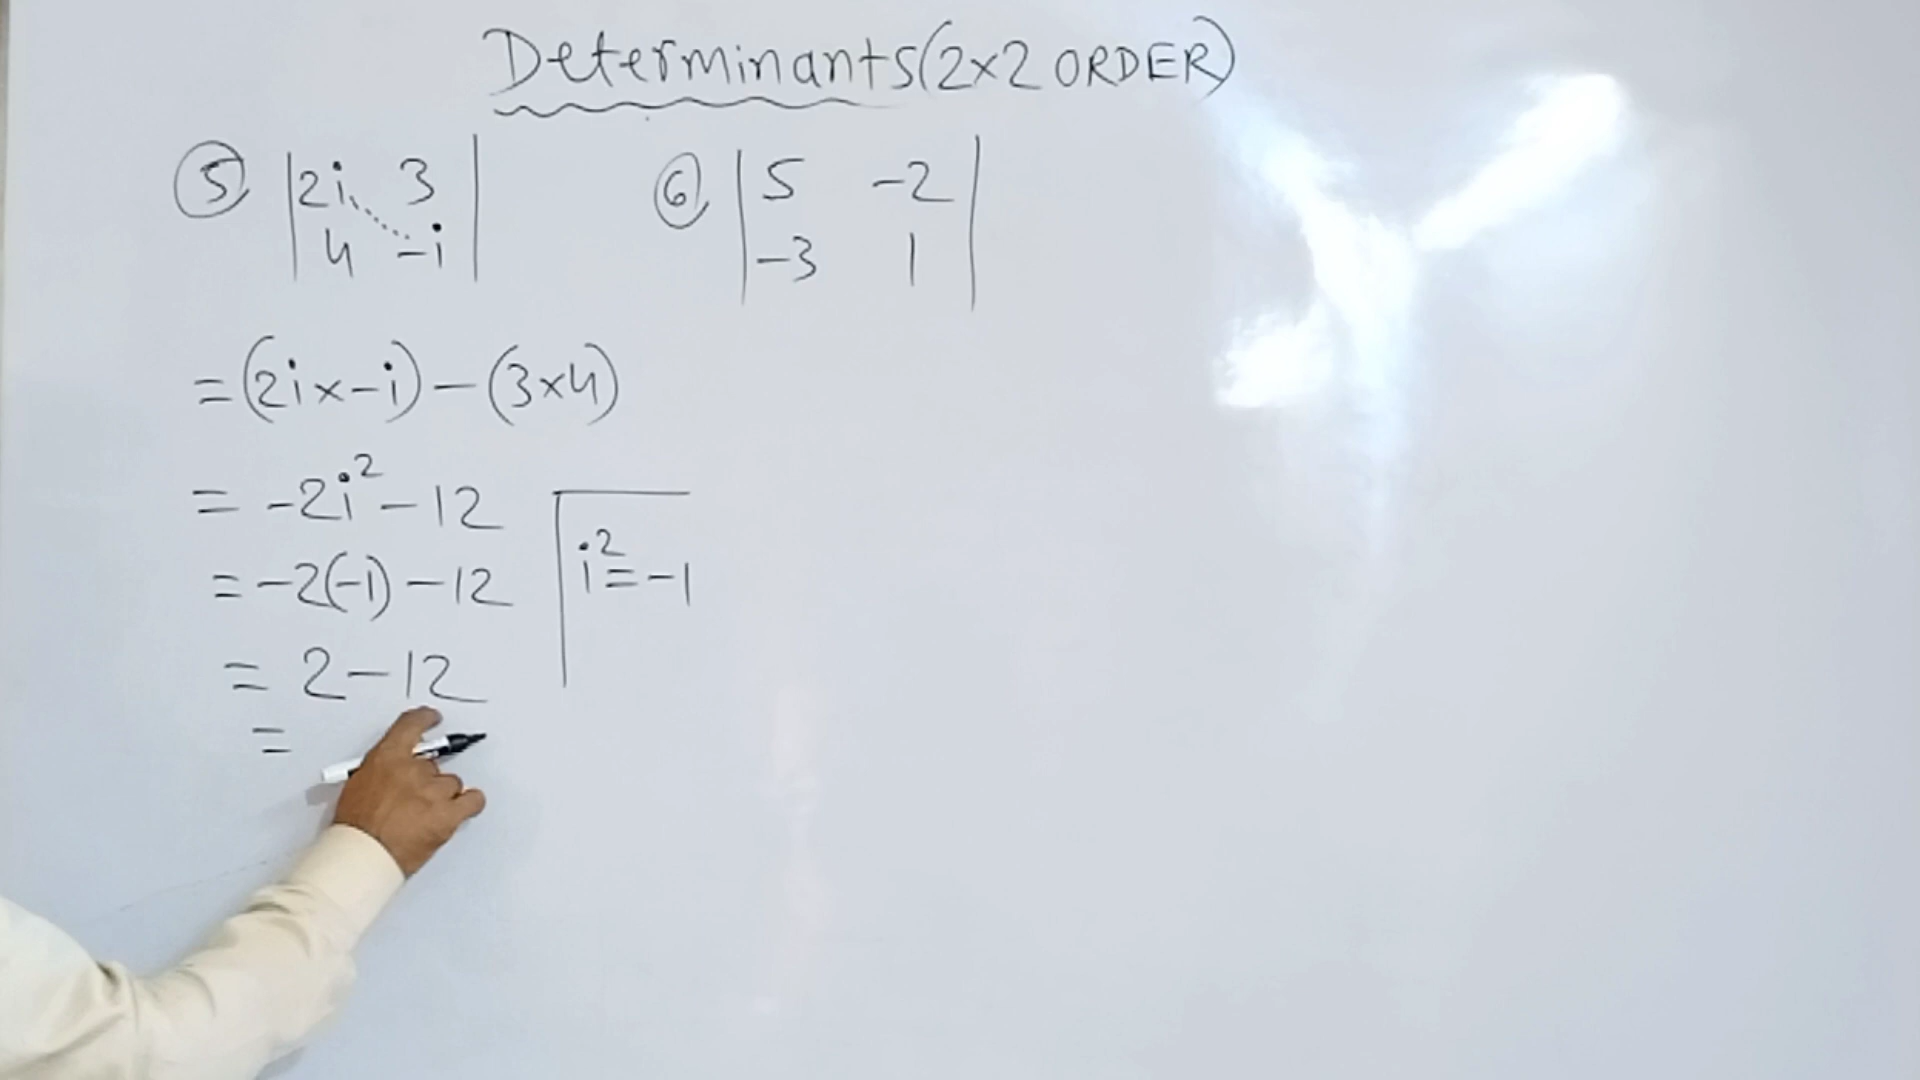 Determinants(2×2 ORDER)
⑤ |2i 3|
|4 -i|
⑥ |5 -2|
|-3 1|
=(2i×-i)-(3×4)
= -2i²-12
=-2(-1)-12
i²=-1
= 2-12
=